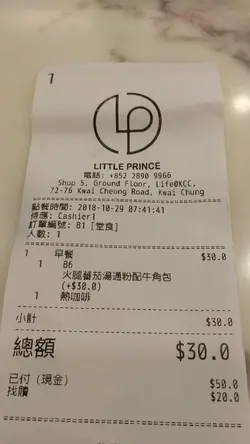 1
LP
LITTLE PRINCE
電話: +852 2890 9966
Shop 5, Ground Floor, Life@KCC,
72-76 Kwai Cheong Road, Kwai Chung
點餐時間: 2018-10-29 07:41:41
侍應: Cashier1
訂單編號: B1 [堂食]
人數: 1
1 早餐 $30.0
1 B6
火腿蕃茄湯通粉配牛角包
(+$30.0)
1 熱咖啡
小計 $30.0
總額 $30.0
已付 (現金) $50.0
找贖 $20.0